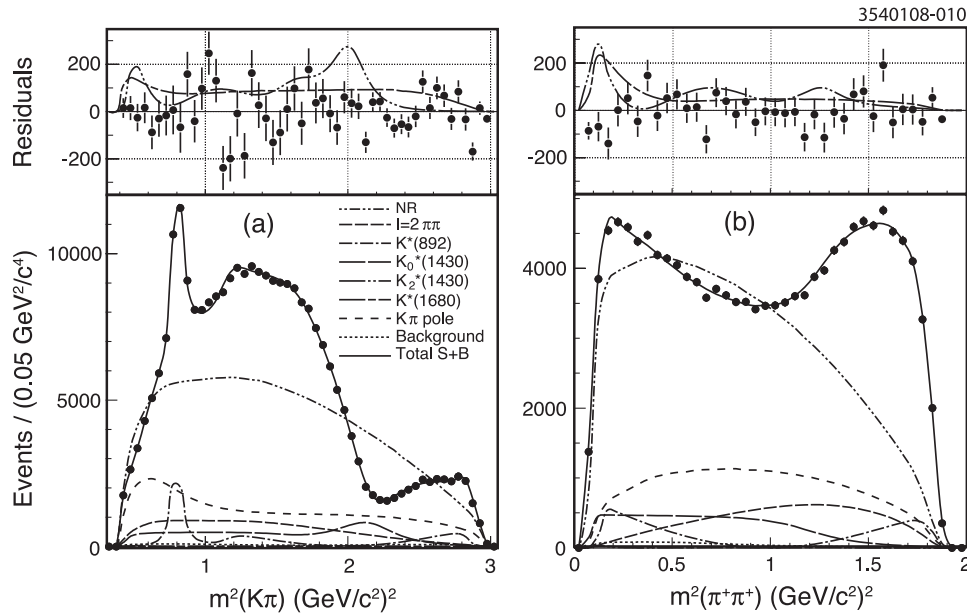 3540108-010
Residuals
200
0
-200
200
0
-200
Events / (0.05 GeV²/c⁴)
10000
5000
0
(a)
NR
I=2 ππ
K*(892)
K₀*(1430)
K₂*(1430)
K*(1680)
Kπ pole
Background
Total S+B
1
2
3
m²(Kπ) (GeV/c²)²
4000
2000
0
(b)
0
0.5
1
1.5
2
m²(π⁺π⁺) (GeV/c²)²